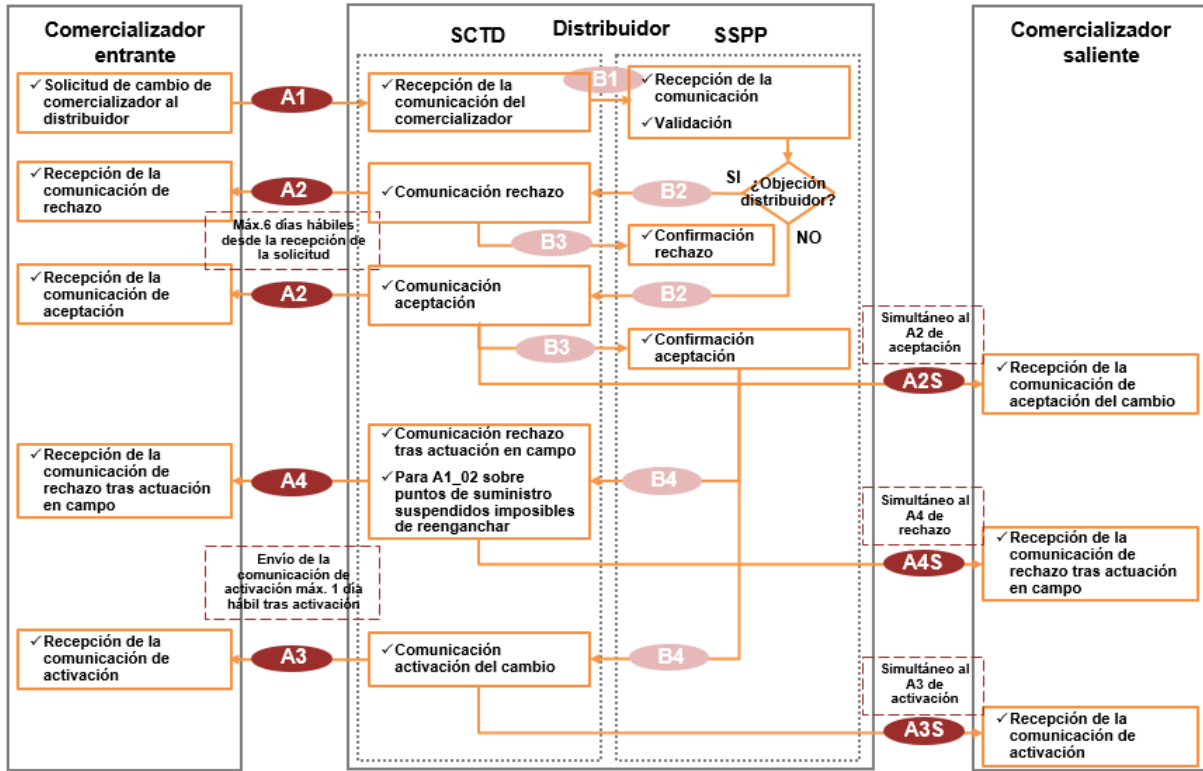 Comercializador
entrante
Distribuidor
SCTD
SSPP
Comercializador
saliente
✓ Solicitud de cambio de
comercializador al
distribuidor
A1
✓ Recepción de la
comunicación del
comercializador
B1
✓ Recepción de la
comunicación
✓ Validación
✓ Recepción de la
comunicación de
rechazo
A2
✓ Comunicación rechazo
B2
SI
¿Objeción
distribuidor?
NO
Máx.6 días hábiles
desde la recepción de
la solicitud
B3
✓ Confirmación
rechazo
✓ Recepción de la
comunicación de
aceptación
A2
✓ Comunicación
aceptación
B2
B3
✓ Confirmación
aceptación
Simultáneo al
A2 de
aceptación
A2S
✓ Recepción de la
comunicación de
aceptación del cambio
✓ Recepción de la
comunicación de
rechazo tras actuación
en campo
A4
✓ Comunicación rechazo
tras actuación en campo
✓ Para A1_02 sobre
puntos de suministro
suspendidos imposibles
de reenganchar
B4
Simultáneo al
A4 de
rechazo
A4S
✓ Recepción de la
comunicación de
rechazo tras actuación
en campo
Envío de la
comunicación de
activación máx. 1 día
hábil tras activación
✓ Recepción de la
comunicación de
activación
A3
✓ Comunicación
activación del cambio
B4
Simultáneo al
A3 de
activación
A3S
✓ Recepción de la
comunicación de
activación